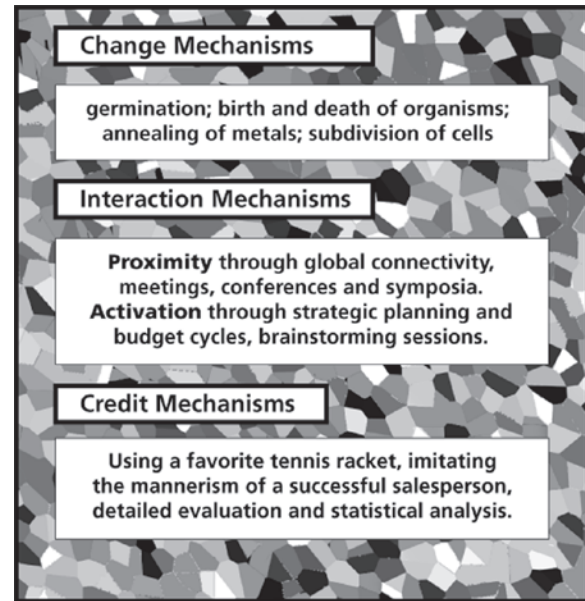 Change Mechanisms
germination; birth and death of organisms;
annealing of metals; subdivision of cells
Interaction Mechanisms
Proximity through global connectivity,
meetings, conferences and symposia.
Activation through strategic planning and
budget cycles, brainstorming sessions.
Credit Mechanisms
Using a favorite tennis racket, imitating
the mannerism of a successful salesperson,
detailed evaluation and statistical analysis.